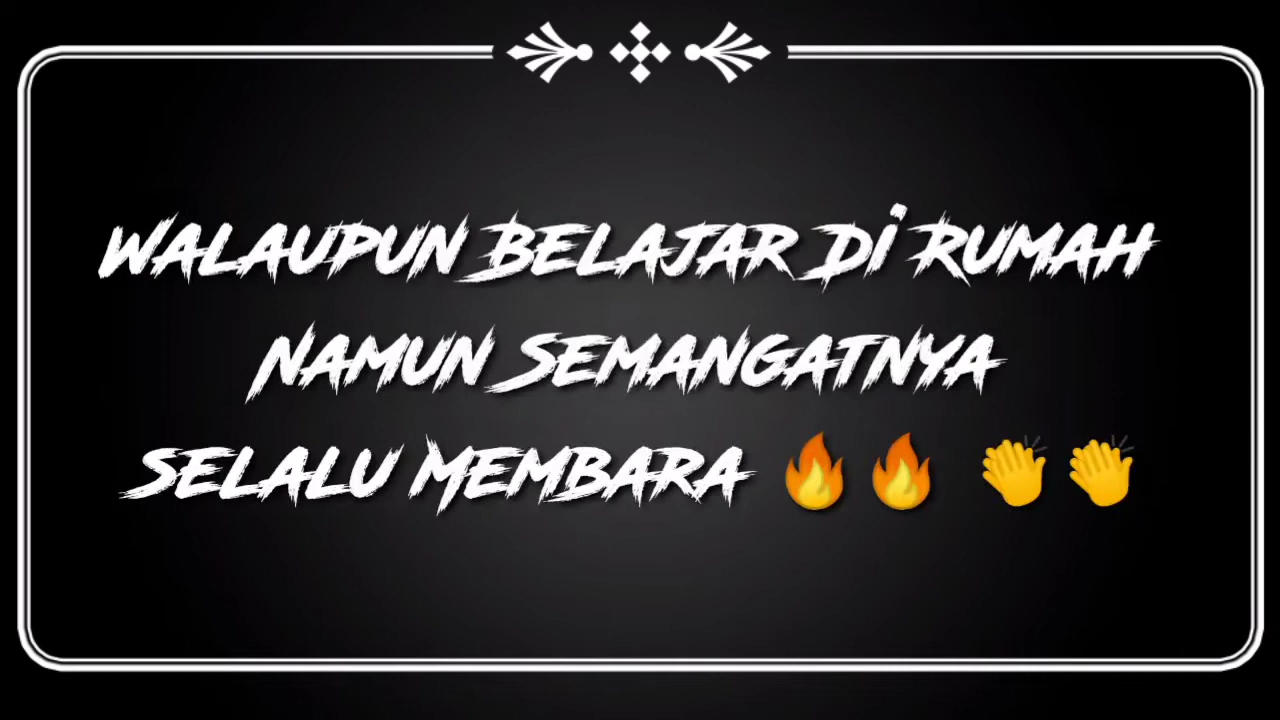 Walaupun Belajar Di Rumah
Namun Semangatnya
Selalu Membara 🔥🔥 👏👏